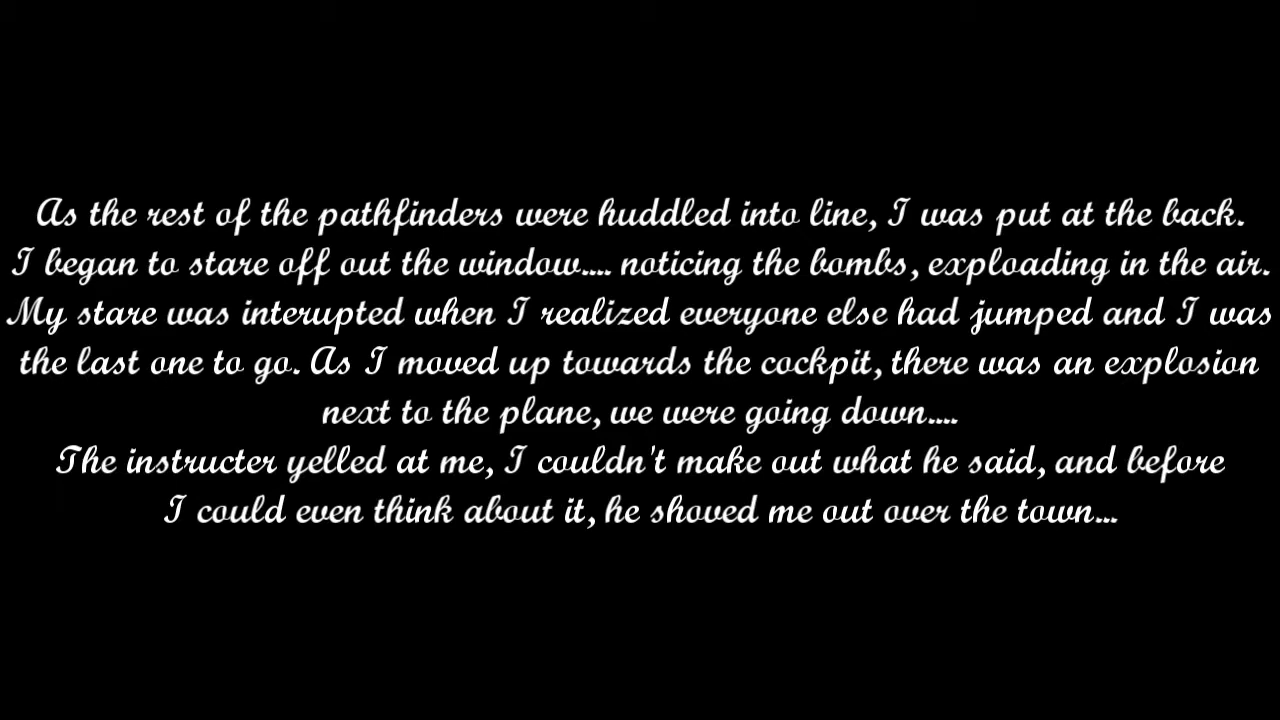 As the rest of the pathfinders were huddled into line, I was put at the back.
I began to stare off out the window.... noticing the bombs, exploading in the air.
My stare was interupted when I realized everyone else had jumped and I was
the last one to go. As I moved up towards the cockpit, there was an explosion
next to the plane, we were going down....
The instructer yelled at me, I couldn't make out what he said, and before
I could even think about it, he shoved me out over the town...